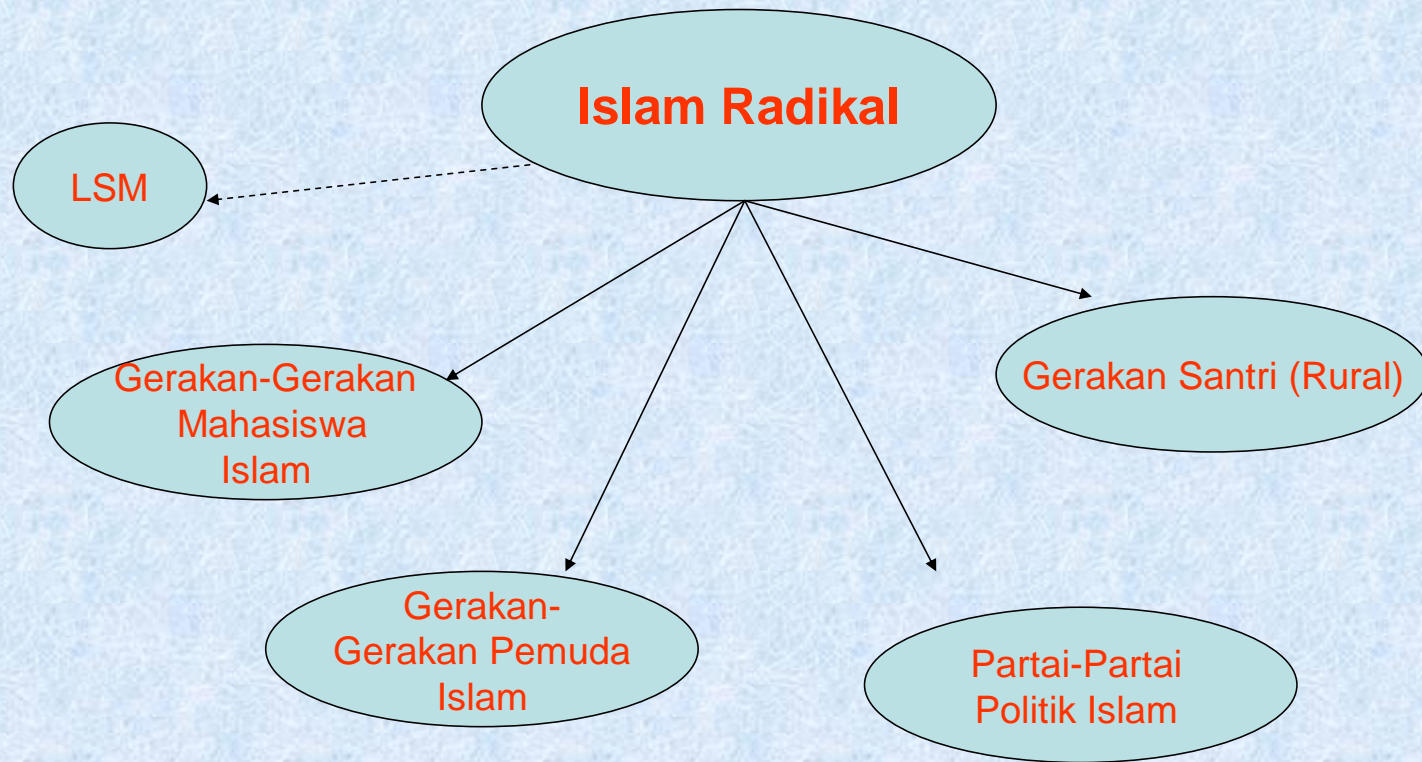 Islam Radikal
LSM
Gerakan-Gerakan
Mahasiswa
Islam
Gerakan Santri (Rural)
Gerakan-
Gerakan Pemuda
Islam
Partai-Partai
Politik Islam